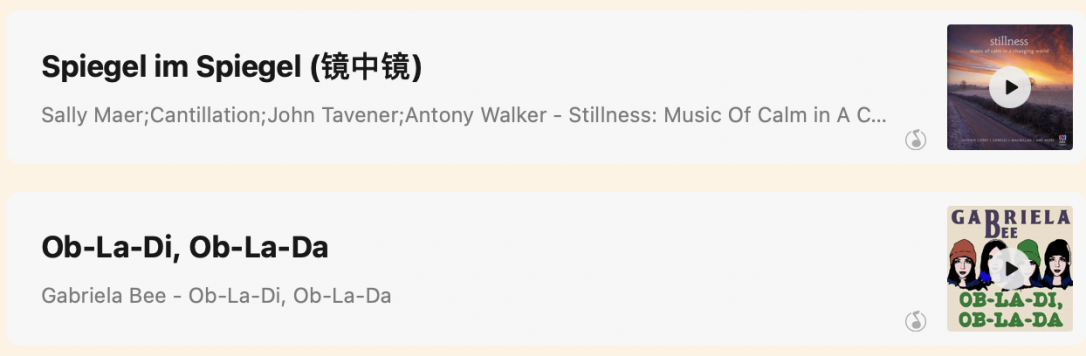 Spiegel im Spiegel (镜中镜)
Sally Maer;Cantillation;John Tavener;Antony Walker - Stillness: Music Of Calm in A C...
stillness
music of calm in a changing world
Ob-La-Di, Ob-La-Da
Gabriela Bee - Ob-La-Di, Ob-La-Da
GABRIELA
BEE
OB-LA-DI,
OB-LA-DA